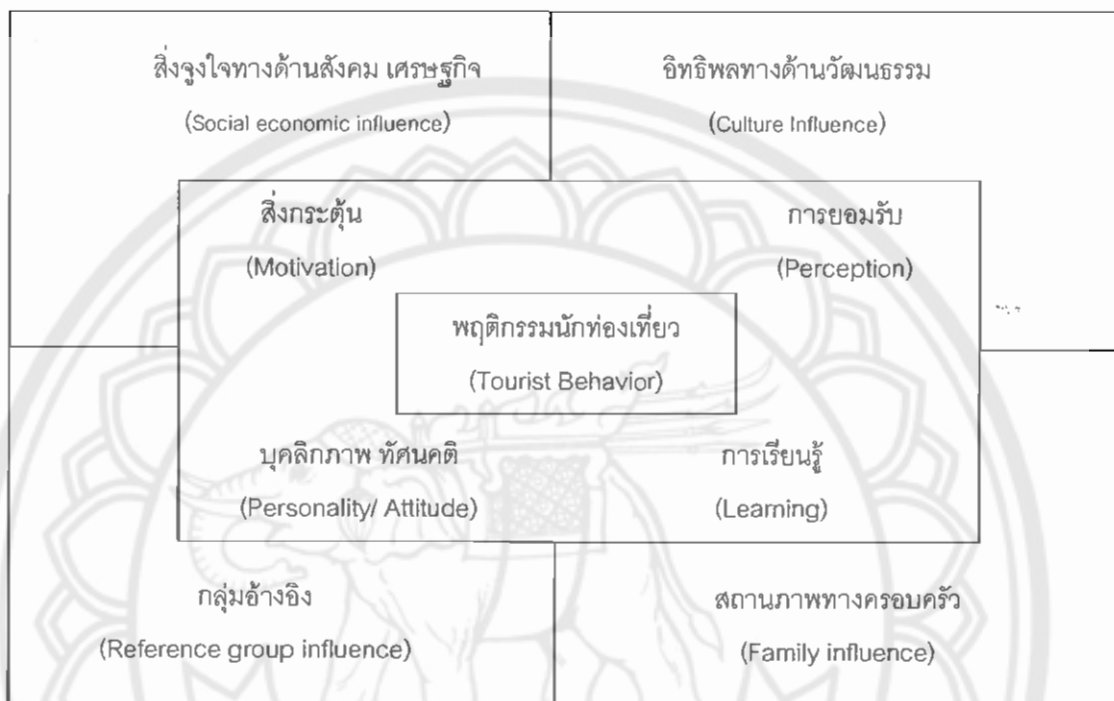 สิ่งจูงใจทางด้านสังคม เศรษฐกิจ
(Social economic influence)
อิทธิพลทางด้านวัฒนธรรม
(Culture Influence)
สิ่งกระตุ้น
(Motivation)
การยอมรับ
(Perception)
พฤติกรรมนักท่องเที่ยว
(Tourist Behavior)
บุคลิกภาพ ทัศนคติ
(Personality/ Attitude)
การเรียนรู้
(Learning)
กลุ่มอ้างอิง
(Reference group influence)
สถานภาพทางครอบครัว
(Family influence)